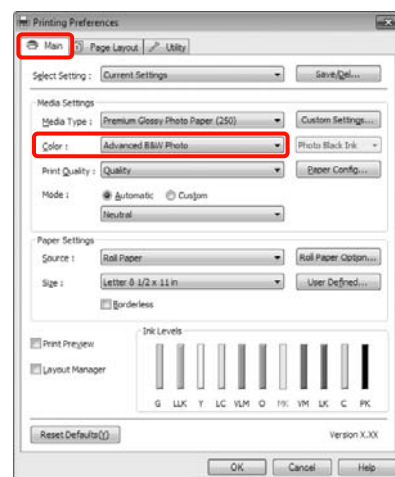 Printing Preferences
Main Page Layout Utility
Select Setting : Current Settings Save/Del...
Media Settings
Media Type : Premium Glossy Photo Paper (250) Custom Settings...
Color : Advanced B&W Photo Photo Black Ink
Print Quality : Quality Paper Config...
Mode : Automatic Custom
Neutral
Paper Settings
Source : Roll Paper Roll Paper Option...
Size : Letter 8 1/2 x 11 in User Defined...
Borderless
Ink Levels
Print Preview
Layout Manager
G LLK Y LC VLM O MK VM LK C PK
Reset Defaults(Y) Version X.XX
OK Cancel Help